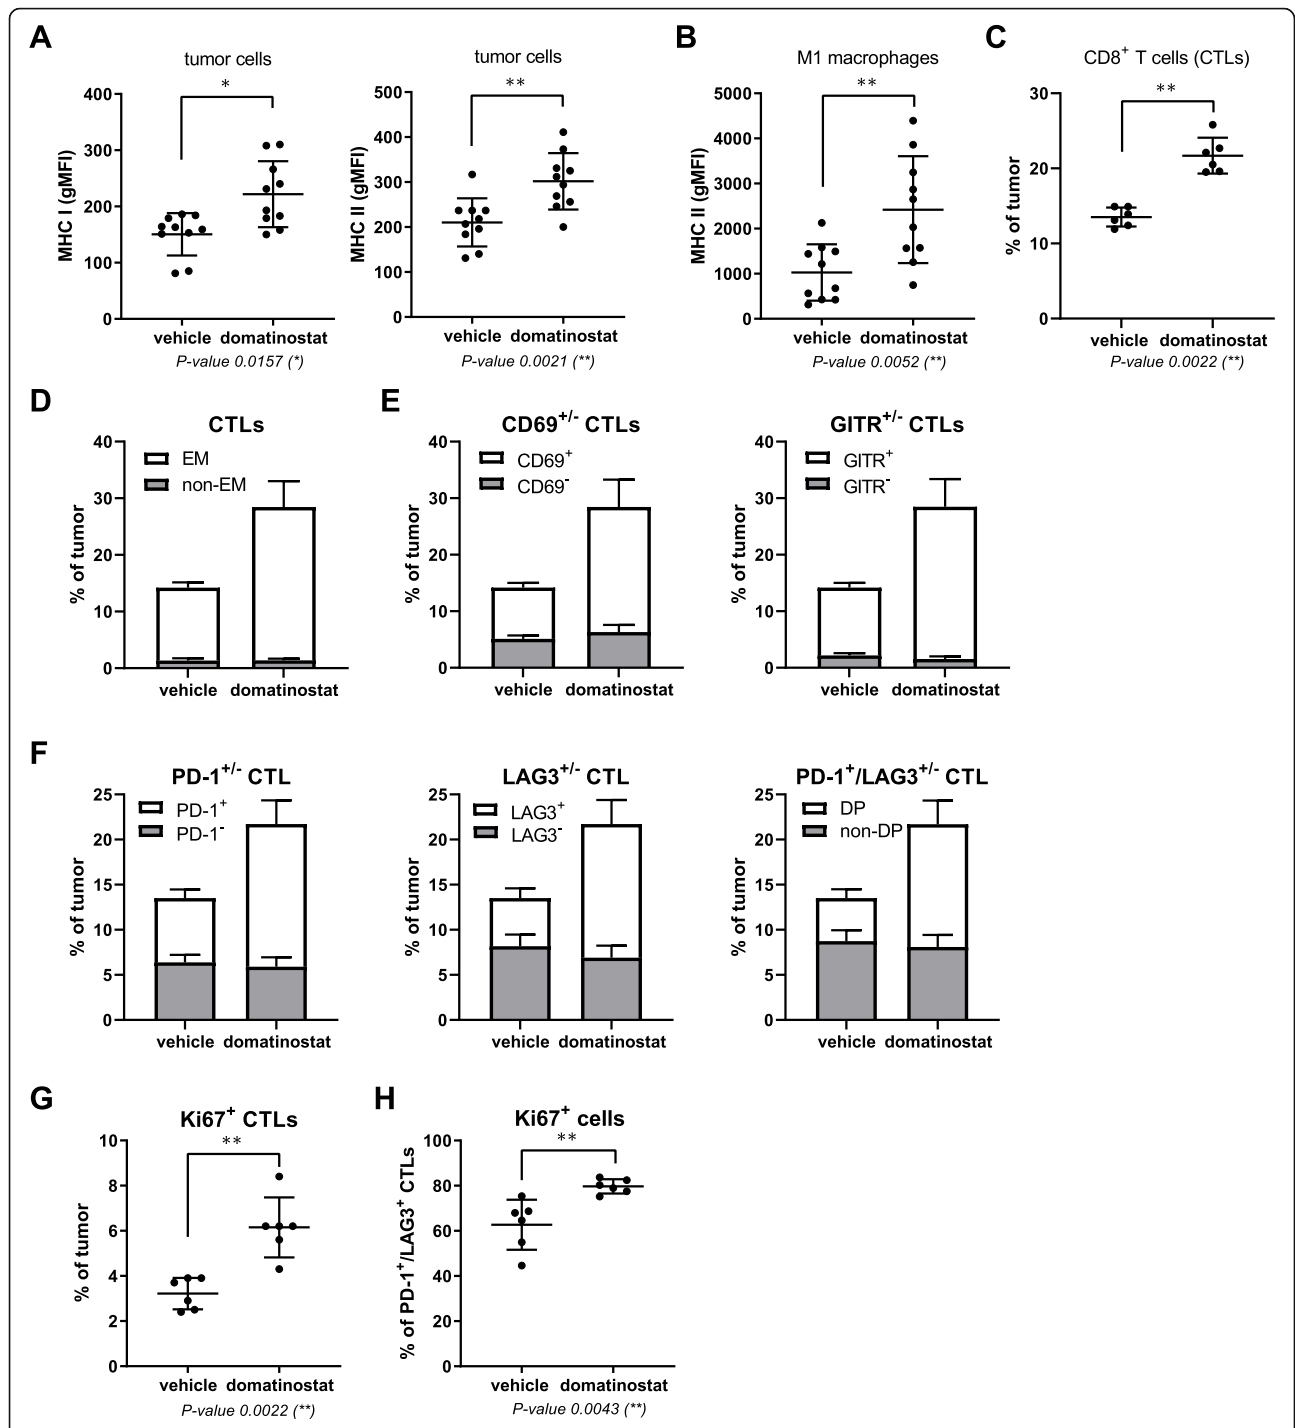 A
tumor cells
*
MHC I (gMFI)
400
300
200
100
0
vehicle domatinostat
P-value 0.0157 (*)
tumor cells
**
MHC II (gMFI)
500
400
300
200
100
0
vehicle domatinostat
P-value 0.0021 (**)
B
M1 macrophages
**
MHC II (gMFI)
5000
4000
3000
2000
1000
0
vehicle domatinostat
P-value 0.0052 (**)
C
CD8+ T cells (CTLs)
**
% of tumor
30
20
10
0
vehicle domatinostat
P-value 0.0022 (**)
D
CTLs
EM
non-EM
% of tumor
40
30
20
10
0
vehicle domatinostat
E
CD69+/- CTLs
CD69+
CD69-
% of tumor
40
30
20
10
0
vehicle domatinostat
GITR+/- CTLs
GITR+
GITR-
% of tumor
40
30
20
10
0
vehicle domatinostat
F
PD-1+/- CTL
PD-1+
PD-1-
% of tumor
25
20
15
10
5
0
vehicle domatinostat
LAG3+/- CTL
LAG3+
LAG3-
% of tumor
25
20
15
10
5
0
vehicle domatinostat
PD-1+/LAG3+/- CTL
DP
non-DP
% of tumor
25
20
15
10
5
0
vehicle domatinostat
G
Ki67+ CTLs
**
% of tumor
10
8
6
4
2
0
vehicle domatinostat
P-value 0.0022 (**)
H
Ki67+ cells
**
% of PD-1+/LAG3+ CTLs
100
80
60
40
20
0
vehicle domatinostat
P-value 0.0043 (**)